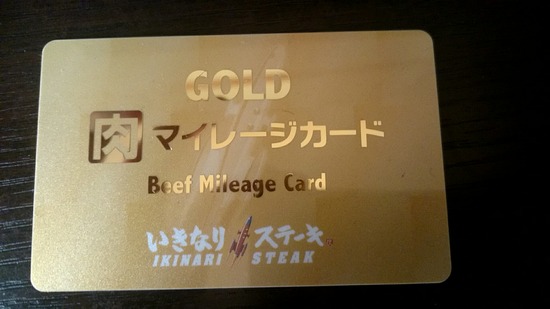 GOLD
肉マイレージカード
Beef Mileage Card
いきなりステーキ
IKINARI STEAK